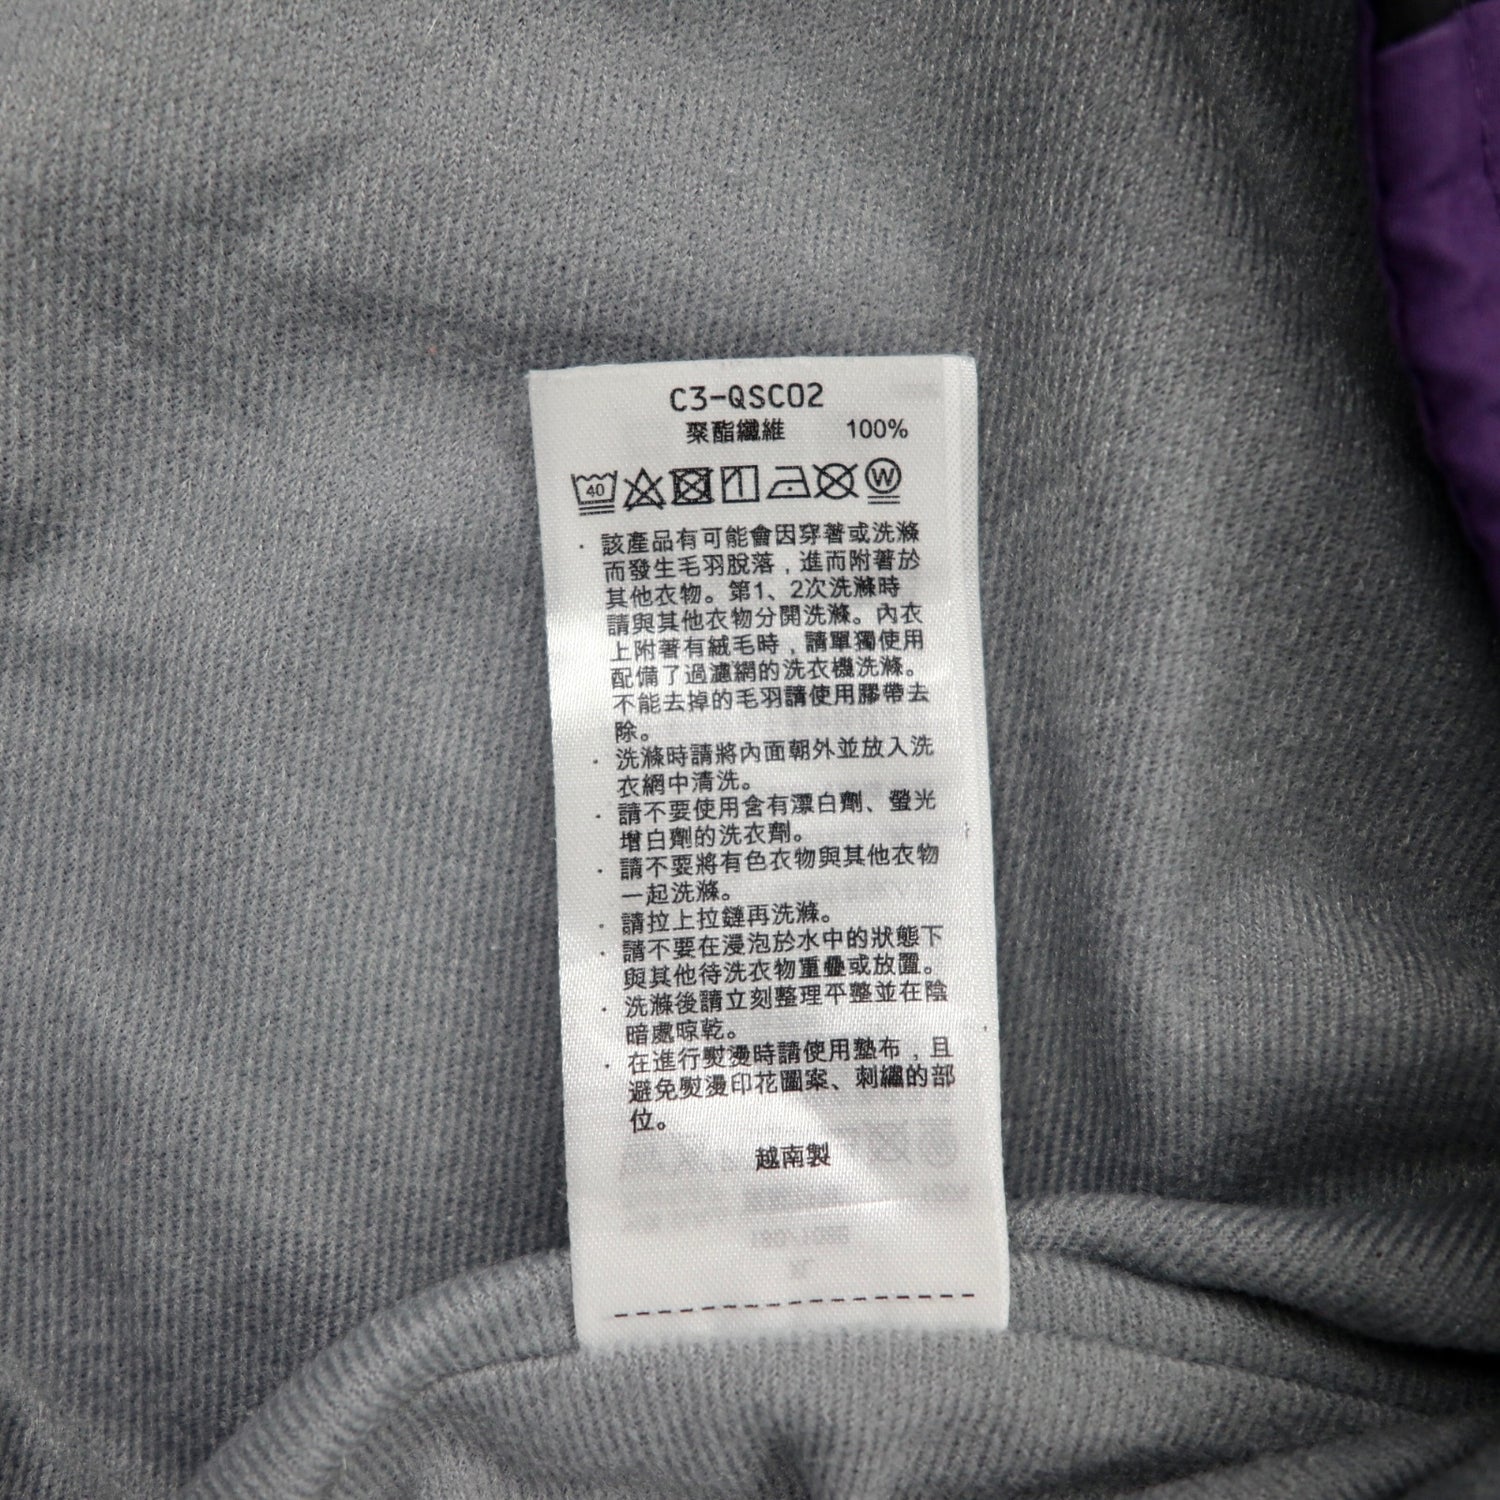 C3-QSC02
聚酯纖維 100%
40 W
・該產品有可能會因穿著或洗滌
而發生毛羽脫落，進而附著於
其他衣物。第1、2次洗滌時
請與其他衣物分開洗滌。內衣
上附著有絨毛時，請單獨使用
配備了過濾網的洗衣機洗滌。
不能去掉的毛羽請使用膠帶去
除。
・洗滌時請將內面朝外並放入洗
衣網中清洗。
・請不要使用含有漂白劑、螢光
增白劑的洗衣劑。
・請不要將有色衣物與其他衣物
一起洗滌。
・請拉上拉鏈再洗滌。
・請不要在浸泡於水中的狀態下
與其他待洗衣物重疊或放置。
・洗滌後請立刻整理平整並在陰
暗處晾乾。
・在進行熨燙時請使用墊布，且
避免熨燙印花圖案、刺繡的部
位。
越南製